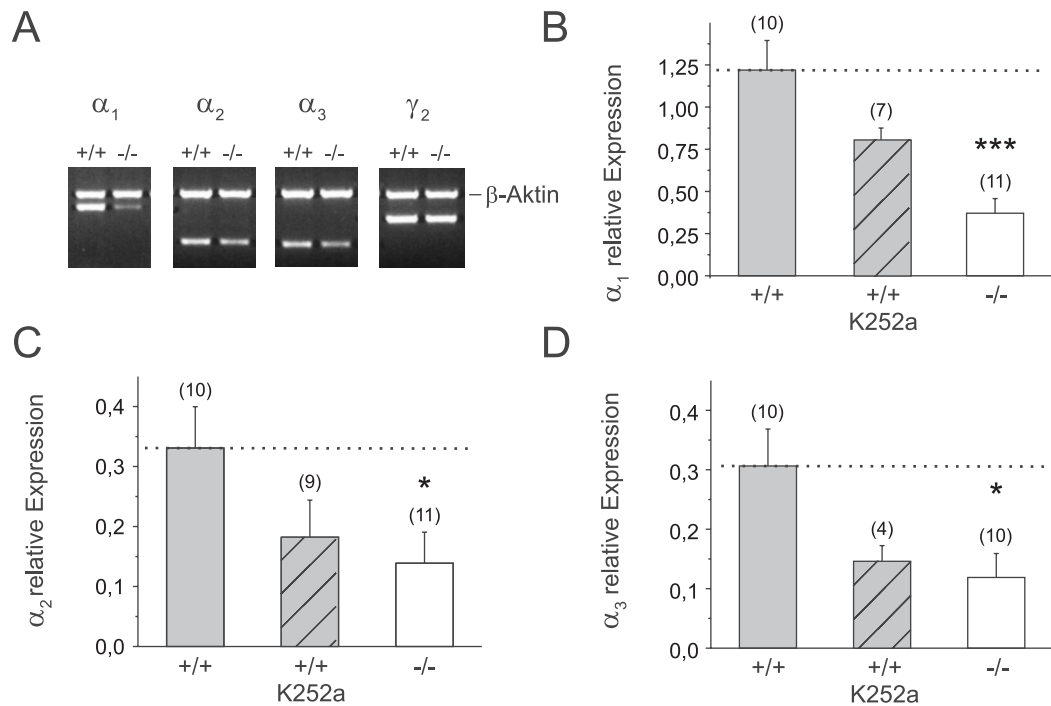 A
α1 α2 α3 γ2
+/+ -/- +/+ -/- +/+ -/- +/+ -/-
β-Aktin
B
α1 relative Expression
1,25
1,00
0,75
0,50
0,25
0,00
(10)
(7)
***
(11)
+/+ +/+ -/-
K252a
C
α2 relative Expression
0,4
0,3
0,2
0,1
0,0
(10)
(9)
*
(11)
+/+ +/+ -/-
K252a
D
α3 relative Expression
0,4
0,3
0,2
0,1
0,0
(10)
(4)
*
(10)
+/+ +/+ -/-
K252a